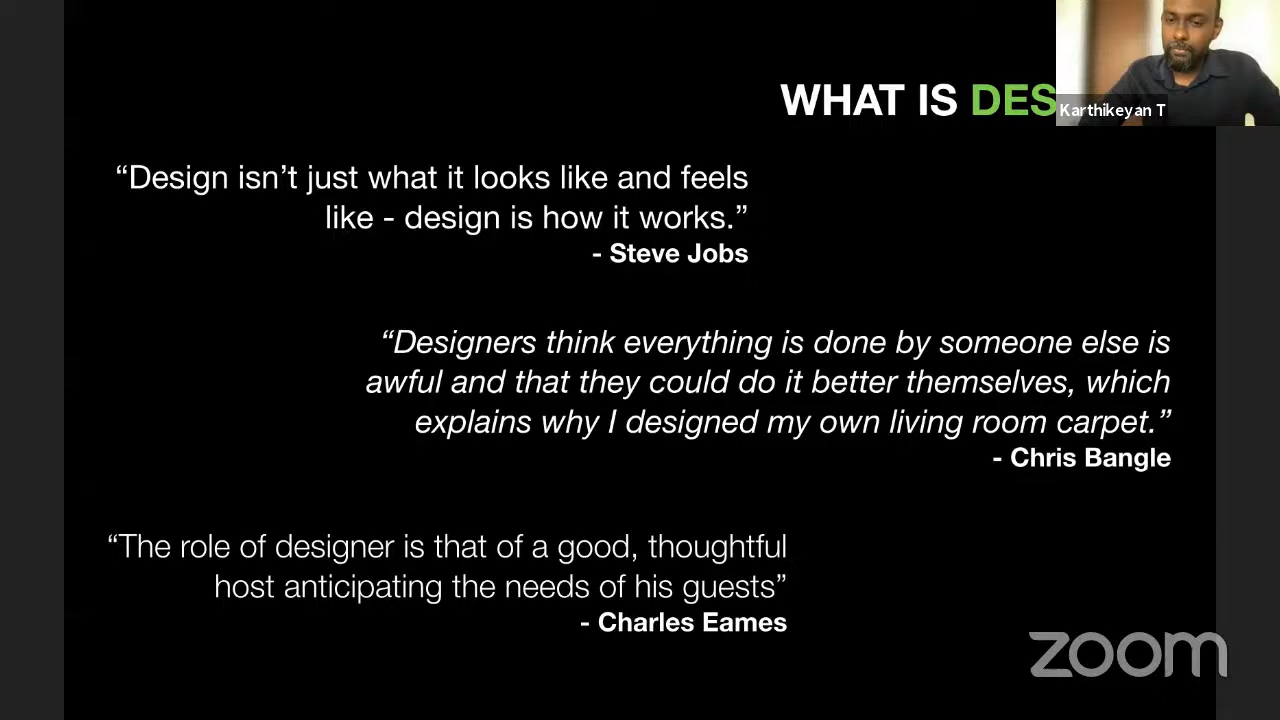 WHAT IS DES
Karthikeyan T
“Design isn’t just what it looks like and feels
like - design is how it works.”
- Steve Jobs
“Designers think everything is done by someone else is
awful and that they could do it better themselves, which
explains why I designed my own living room carpet.”
- Chris Bangle
“The role of designer is that of a good, thoughtful
host anticipating the needs of his guests”
- Charles Eames
zoom